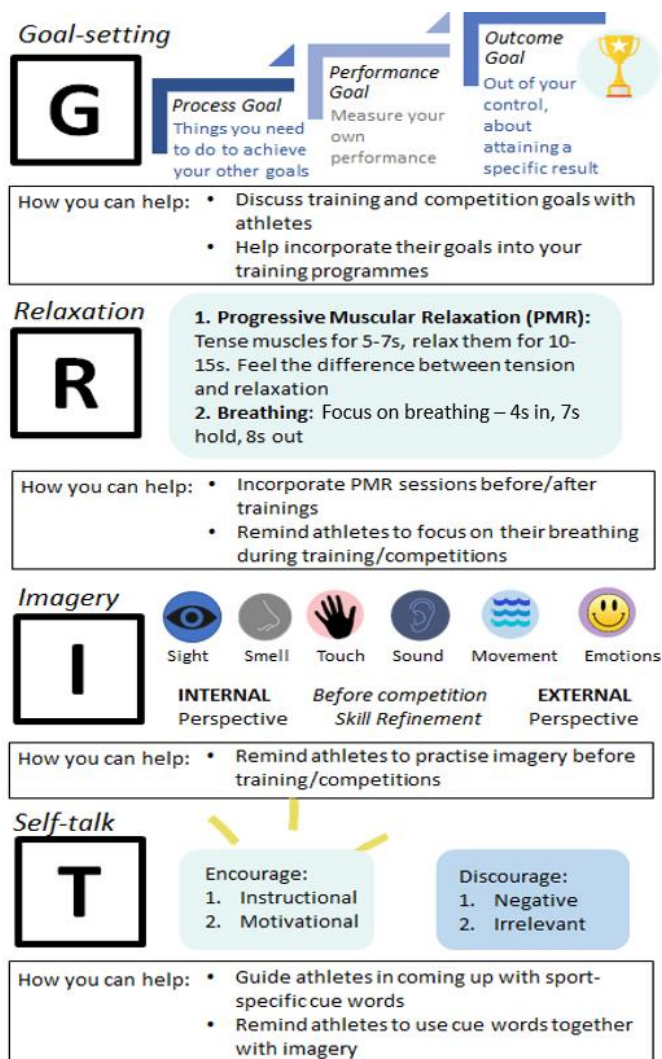 Goal-setting
G
Process Goal
Things you need
to do to achieve
your other goals
Performance
Goal
Measure your
own
performance
Outcome
Goal
Out of your
control,
about
attaining a
specific result
How you can help:
• Discuss training and competition goals with
athletes
• Help incorporate their goals into your
training programmes
Relaxation
R
1. Progressive Muscular Relaxation (PMR):
Tense muscles for 5-7s, relax them for 10-
15s. Feel the difference between tension
and relaxation
2. Breathing: Focus on breathing – 4s in, 7s
hold, 8s out
How you can help:
• Incorporate PMR sessions before/after
trainings
• Remind athletes to focus on their breathing
during training/competitions
Imagery
I
Sight Smell Touch Sound Movement Emotions
INTERNAL
Perspective
Before competition
Skill Refinement
EXTERNAL
Perspective
How you can help:
• Remind athletes to practise imagery before
training/competitions
Self-talk
T
Encourage:
1. Instructional
2. Motivational
Discourage:
1. Negative
2. Irrelevant
How you can help:
• Guide athletes in coming up with sport-
specific cue words
• Remind athletes to use cue words together
with imagery